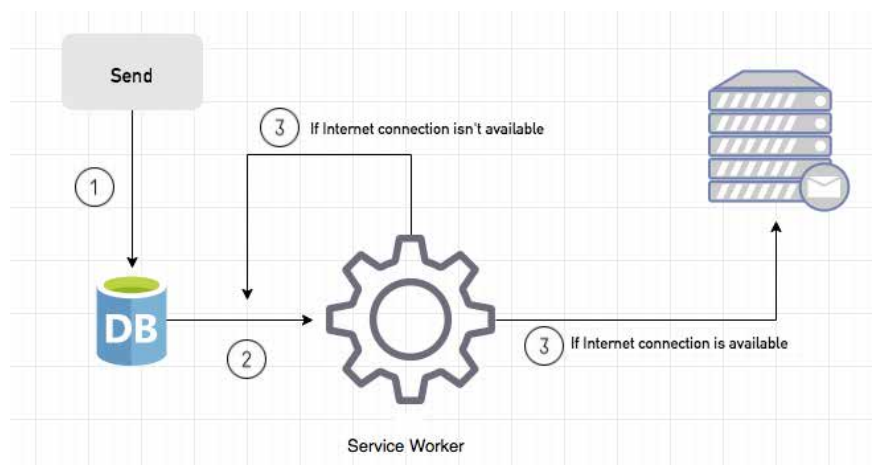 Send
3
If Internet connection isn't available
1
DB
2
3
If Internet connection is available
Service Worker